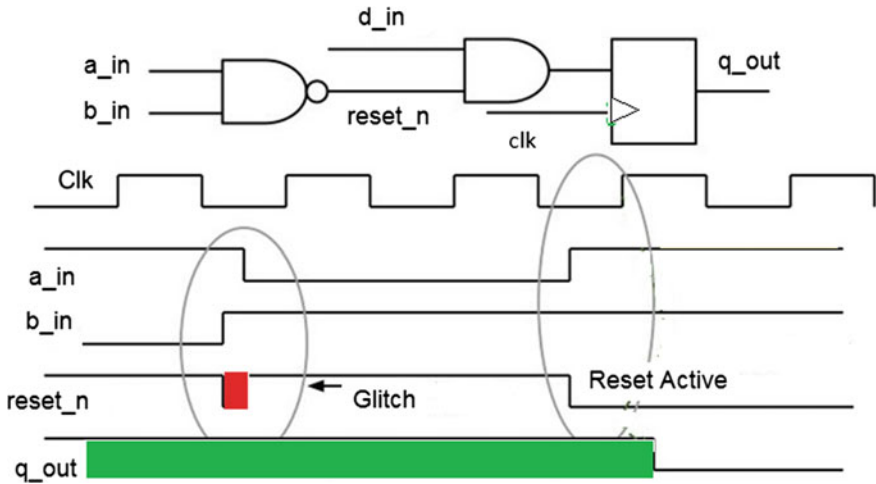 d_in
a_in
q_out
b_in
reset_n
clk
Clk
a_in
b_in
Reset Active
reset_n
Glitch
q_out